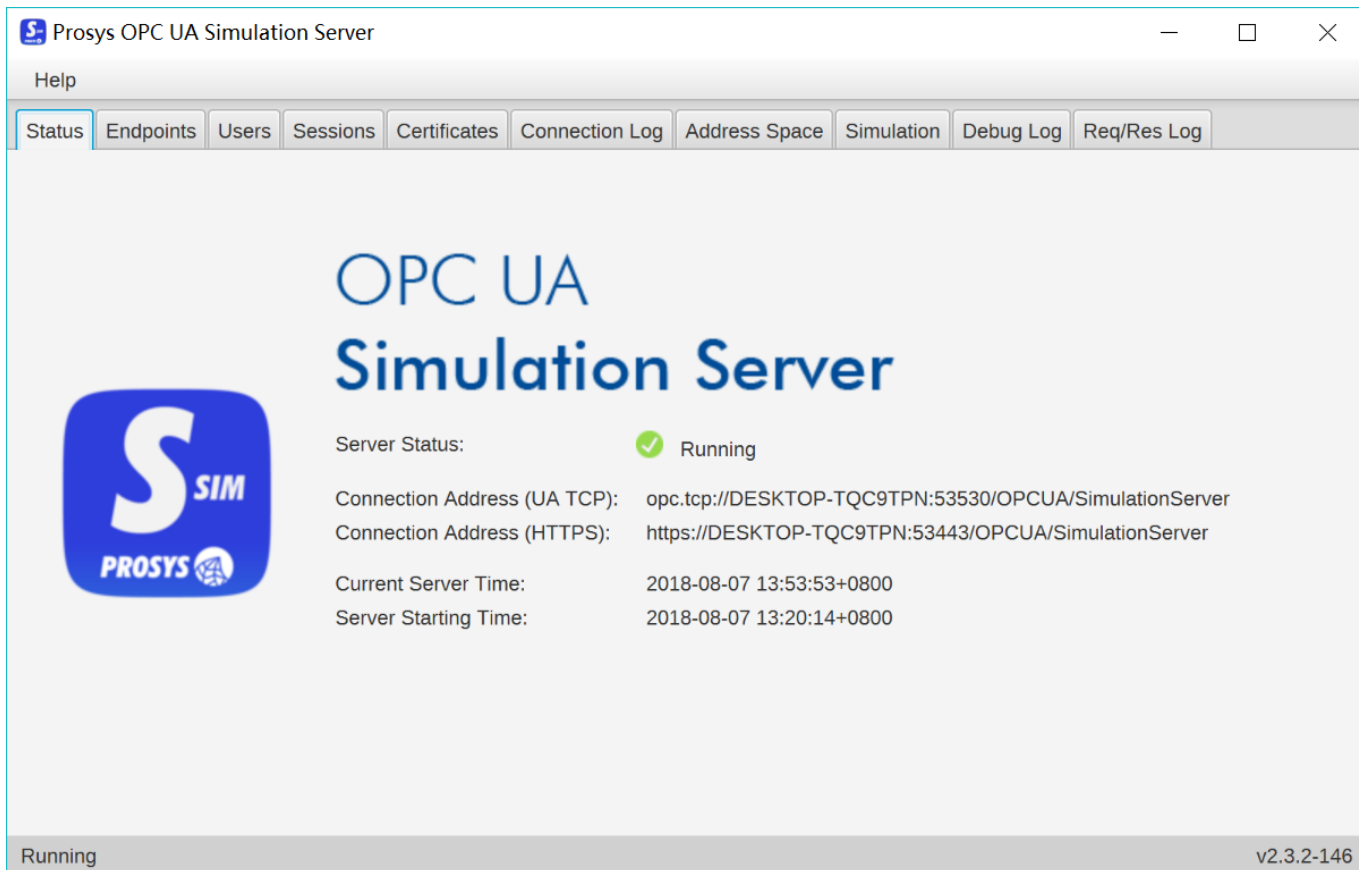 Prosys OPC UA Simulation Server
Help
Status Endpoints Users Sessions Certificates Connection Log Address Space Simulation Debug Log Req/Res Log
OPC UA
Simulation Server
S SIM
PROSYS
Server Status: Running
Connection Address (UA TCP): opc.tcp://DESKTOP-TQC9TPN:53530/OPCUA/SimulationServer
Connection Address (HTTPS): https://DESKTOP-TQC9TPN:53443/OPCUA/SimulationServer
Current Server Time: 2018-08-07 13:53:53+0800
Server Starting Time: 2018-08-07 13:20:14+0800
Running v2.3.2-146